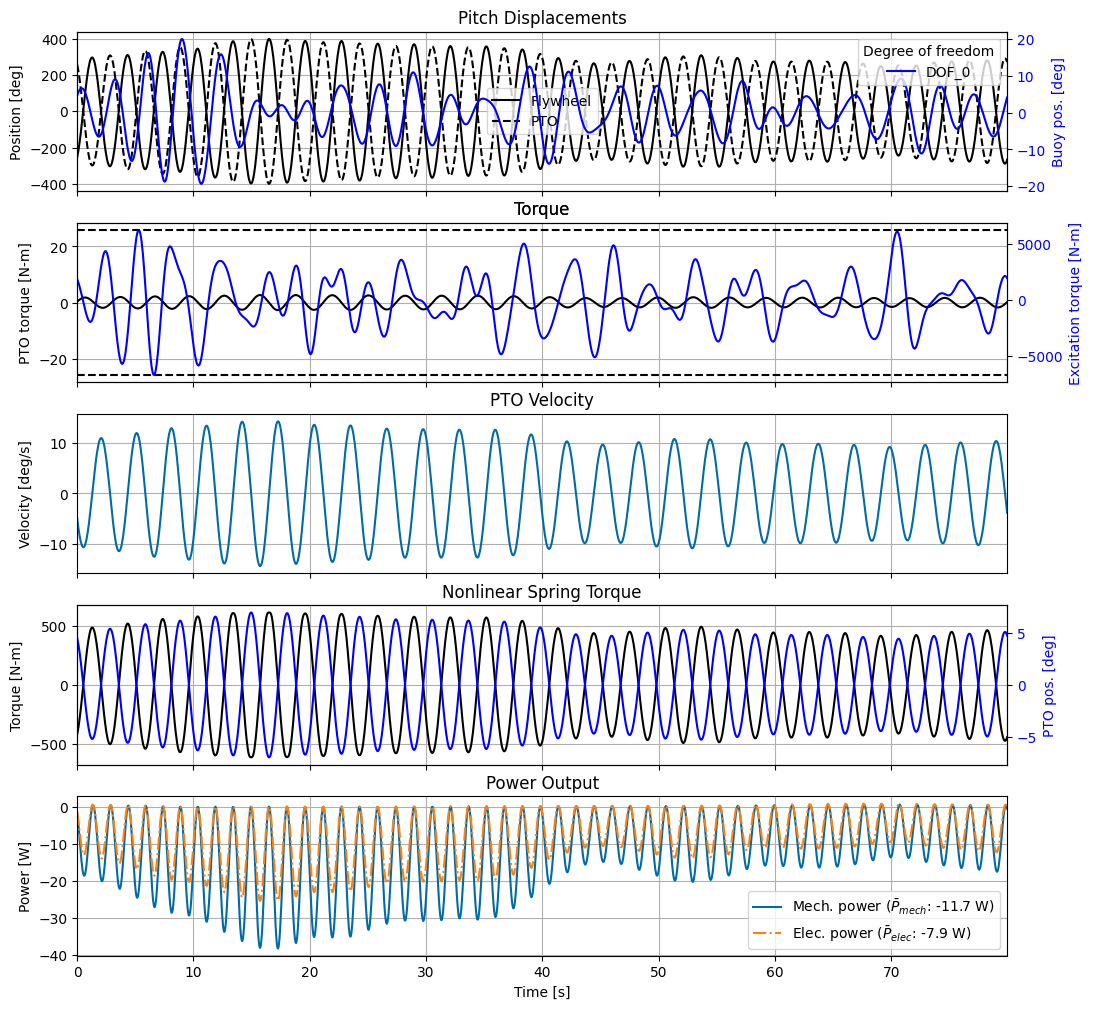 Pitch Displacements
Position [deg]
400
200
0
−200
−400
Flywheel
PTO
Degree of freedom
DOF_0
20
10
0
−10
−20
Buoy pos. [deg]
Torque
PTO torque [N-m]
20
0
−20
5000
0
−5000
Excitation torque [N-m]
PTO Velocity
Velocity [deg/s]
10
0
−10
Nonlinear Spring Torque
Torque [N-m]
500
0
−500
5
0
−5
PTO pos. [deg]
Power Output
Power [W]
0
−10
−20
−30
−40
Mech. power (P̄mech: -11.7 W)
Elec. power (P̄elec: -7.9 W)
0 10 20 30 40 50 60 70
Time [s]